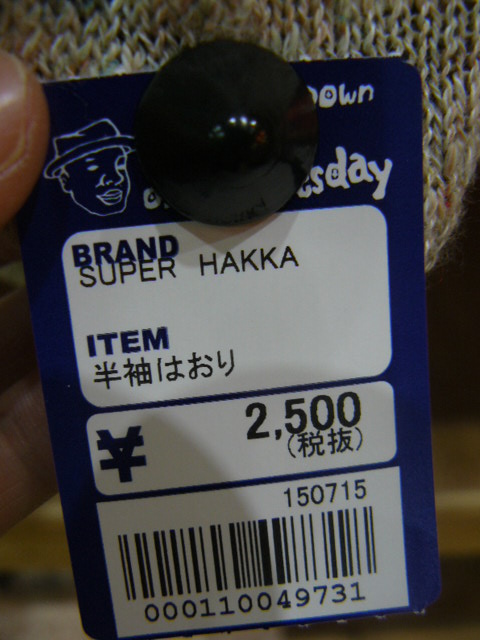 own
sday
BRAND
SUPER HAKKA
ITEM
半袖はおり
¥ 2,500
(税抜)
150715
000110049731